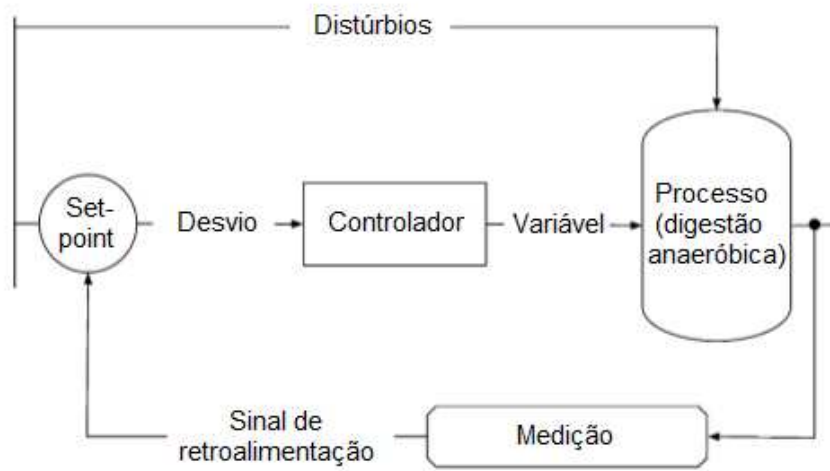 Distúrbios
Set-
point
Desvio
Controlador
Variável
Processo
(digestão
anaeróbica)
Sinal de
retroalimentação
Medição